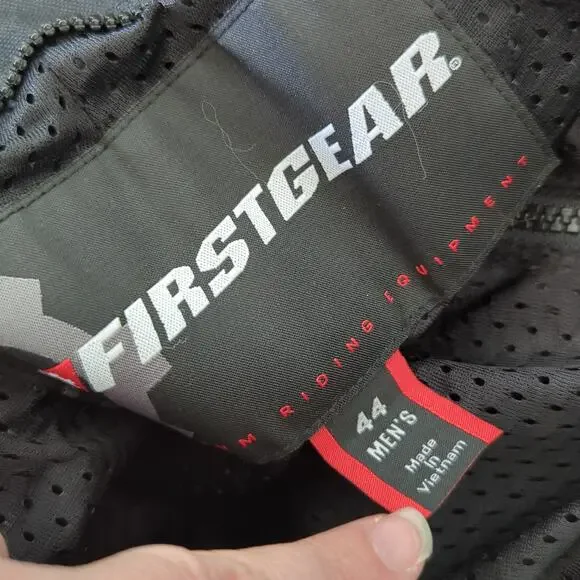 FIRSTGEAR®
M RIDING EQUIPMENT
44
MEN'S
Made
in
Vietnam